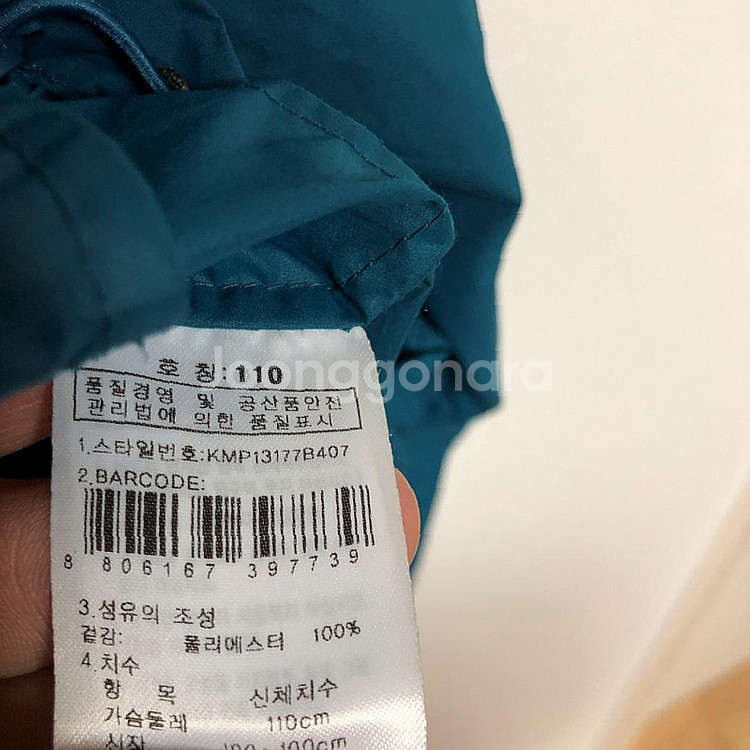 호 칭:110
Joonggonara
품질경영 및 공산품안전
관리법에 의한 품질표시
1.스타일번호:KMP13177B407
2.BARCODE:
8 806167 397739
3.섬유의 조성
겉감: 폴리에스터 100%
4.치수
항 목 신체치수
가슴둘레 110cm
신장